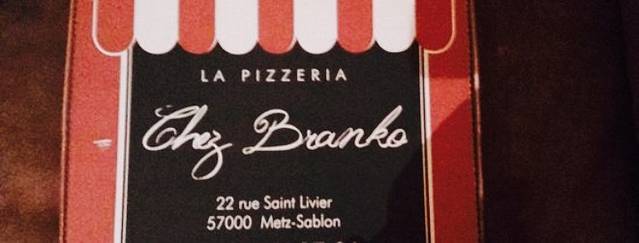 LA PIZZERIA
Chez Branko
22 rue Saint Livier
57000 Metz-Sablon